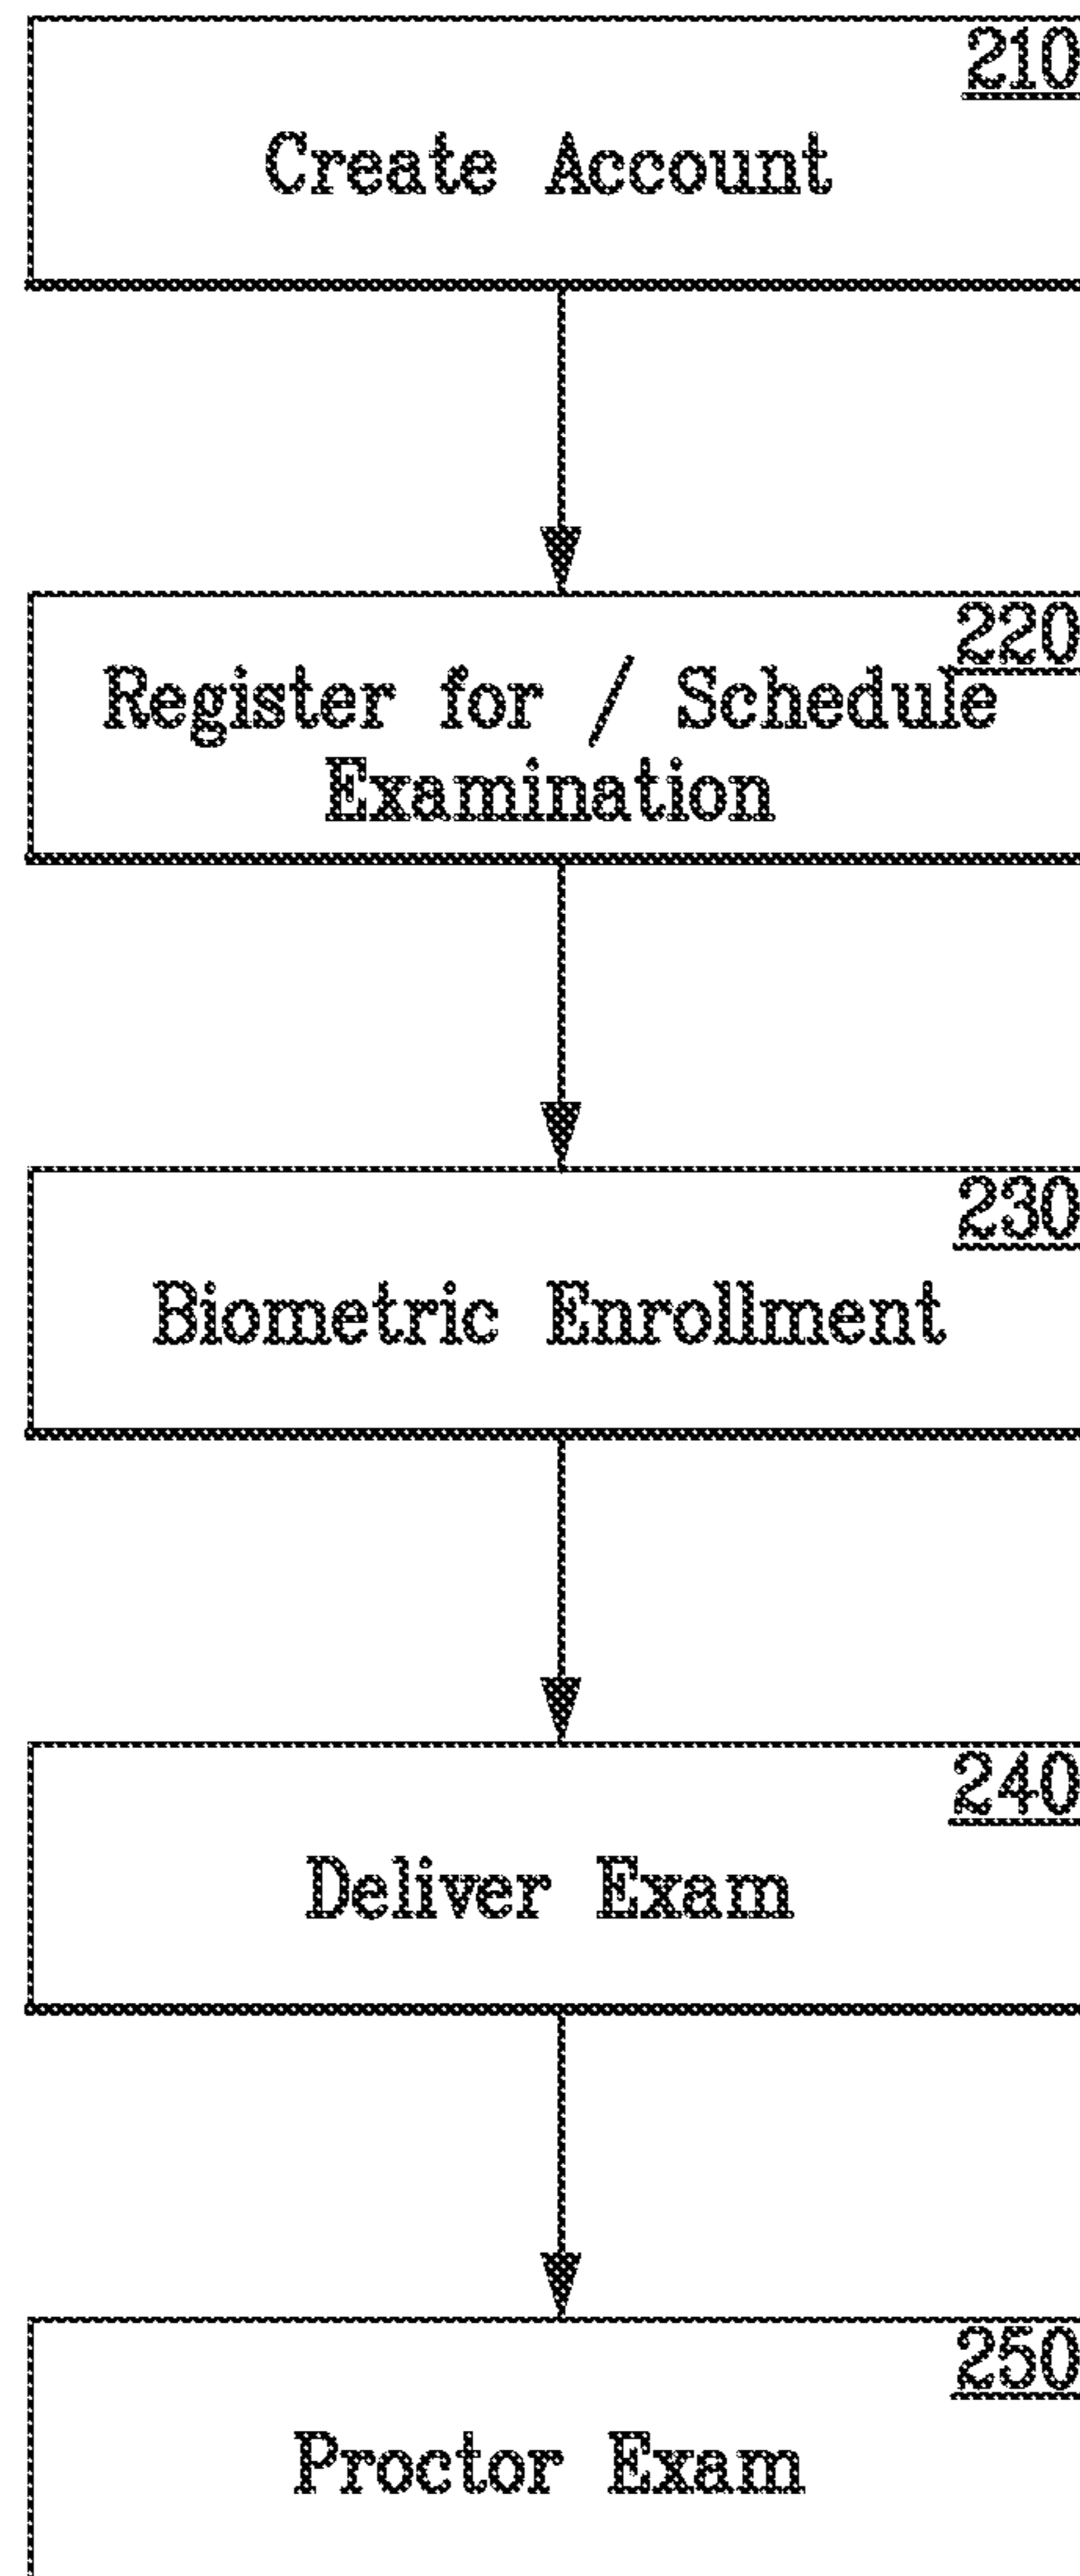 210
Create Account
220
Register for / Schedule
Examination
230
Biometric Enrollment
240
Deliver Exam
250
Proctor Exam